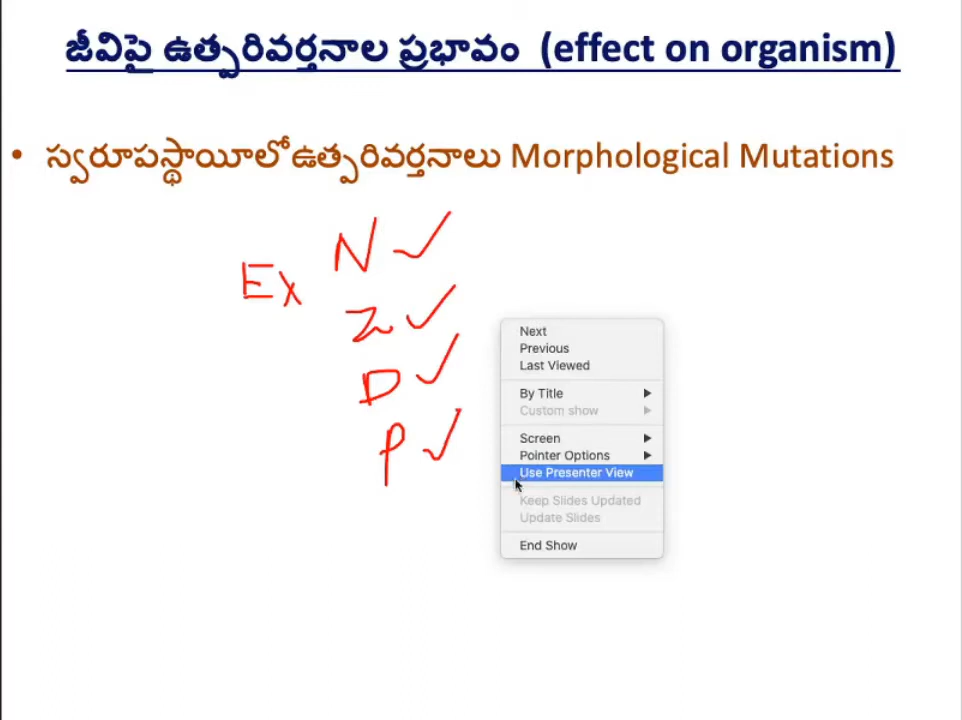 జీవిపై ఉత్పరివర్తనాల ప్రభావం (effect on organism)
• స్వరూపస్థాయీలోఉత్పరివర్తనాలు Morphological Mutations
Ex
N
D
P
Next
Previous
Last Viewed
By Title
Custom show
Screen
Pointer Options
Use Presenter View
Keep Slides Updated
Update Slides
End Show